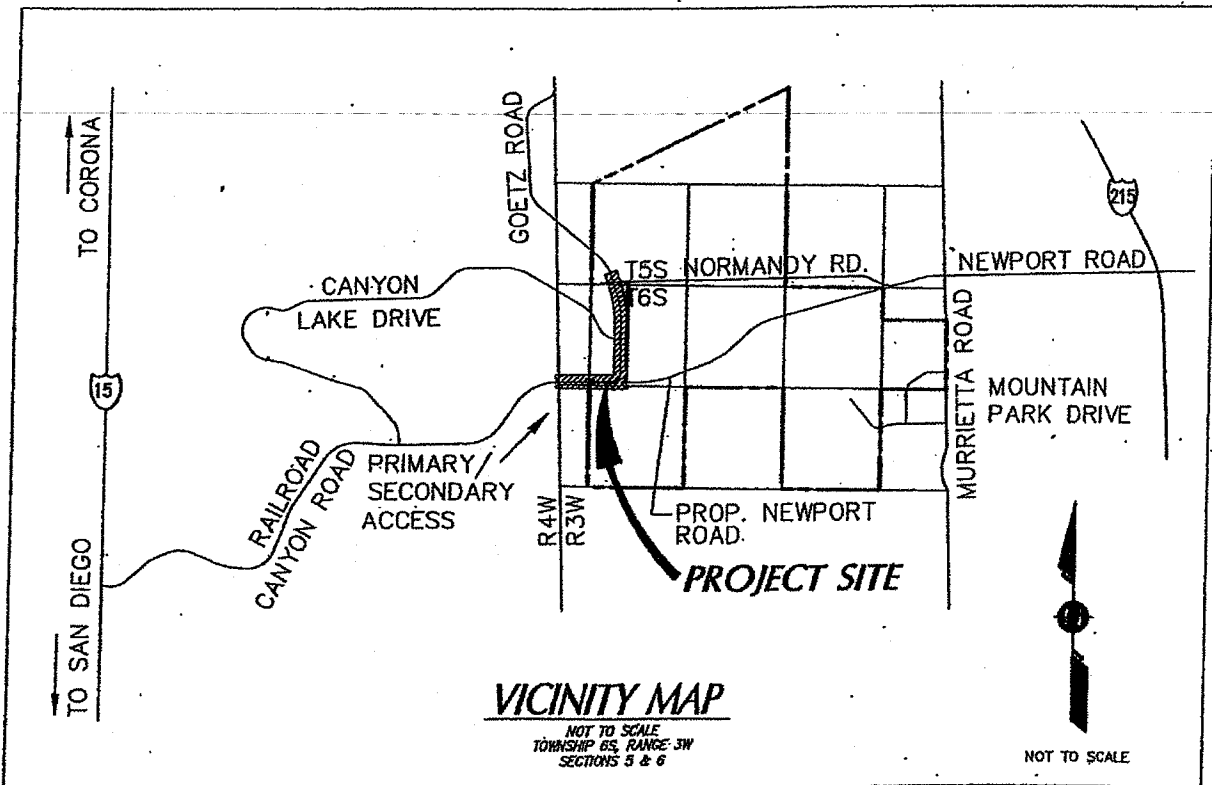 TO CORONA
GOETZ ROAD
215
T5S NORMANDY RD.
T6S
NEWPORT ROAD
CANYON
LAKE DRIVE
MURRIETTA ROAD
15
MOUNTAIN
PARK DRIVE
RAILROAD
CANYON ROAD
PRIMARY
SECONDARY
ACCESS
R4W
R3W
PROP. NEWPORT
ROAD
PROJECT SITE
TO SAN DIEGO
VICINITY MAP
NOT TO SCALE
TOWNSHIP 6S, RANGE 3W
SECTIONS 5 & 6
NOT TO SCALE